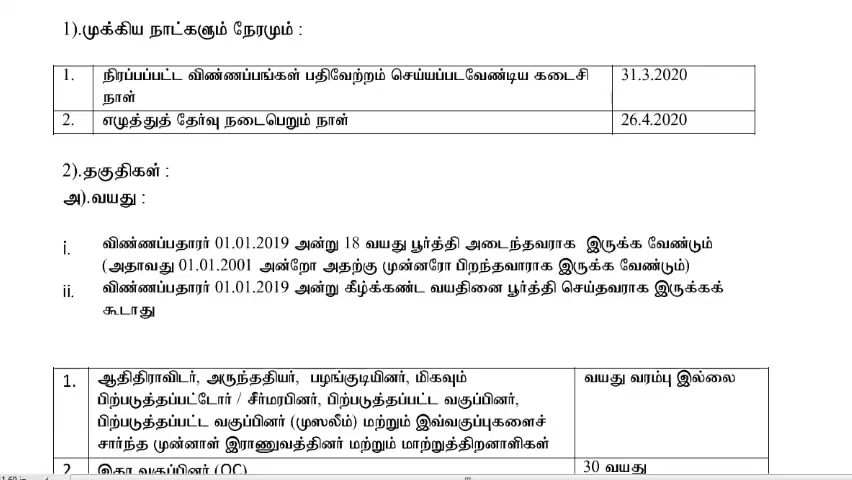 1).முக்கிய நாட்களும் நேரமும் :
1. நிரப்பப்பட்ட விண்ணப்பங்கள் பதிவேற்றம் செய்யப்படவேண்டிய கடைசி 31.3.2020
நாள்
2. எழுத்துத் தேர்வு நடைபெறும் நாள் 26.4.2020
2).தகுதிகள் :
அ).வயது :
i. விண்ணப்பதாரர் 01.01.2019 அன்று 18 வயது பூர்த்தி அடைந்தவராக இருக்க வேண்டும்
(அதாவது 01.01.2001 அன்றோ அதற்கு முன்னரோ பிறந்தவாராக இருக்க வேண்டும்)
ii. விண்ணப்பதாரர் 01.01.2019 அன்று கீழ்க்கண்ட வயதினை பூர்த்தி செய்தவராக இருக்கக்
கூடாது
1. ஆதிதிராவிடர், அருந்ததியர், பழங்குடியினர், மிகவும் வயது வரம்பு இல்லை
பிற்படுத்தப்பட்டோர் / சீர்மரபினர், பிற்படுத்தப்பட்ட வகுப்பினர்,
பிற்படுத்தப்பட்ட வகுப்பினர் (முஸலீம்) மற்றும் இவ்வகுப்புகளைச்
சார்ந்த முன்னாள் இராணுவத்தினர் மற்றும் மாற்றுத்திறனாளிகள்
2 இதர வகுப்பினர் (OC) 30 வயது